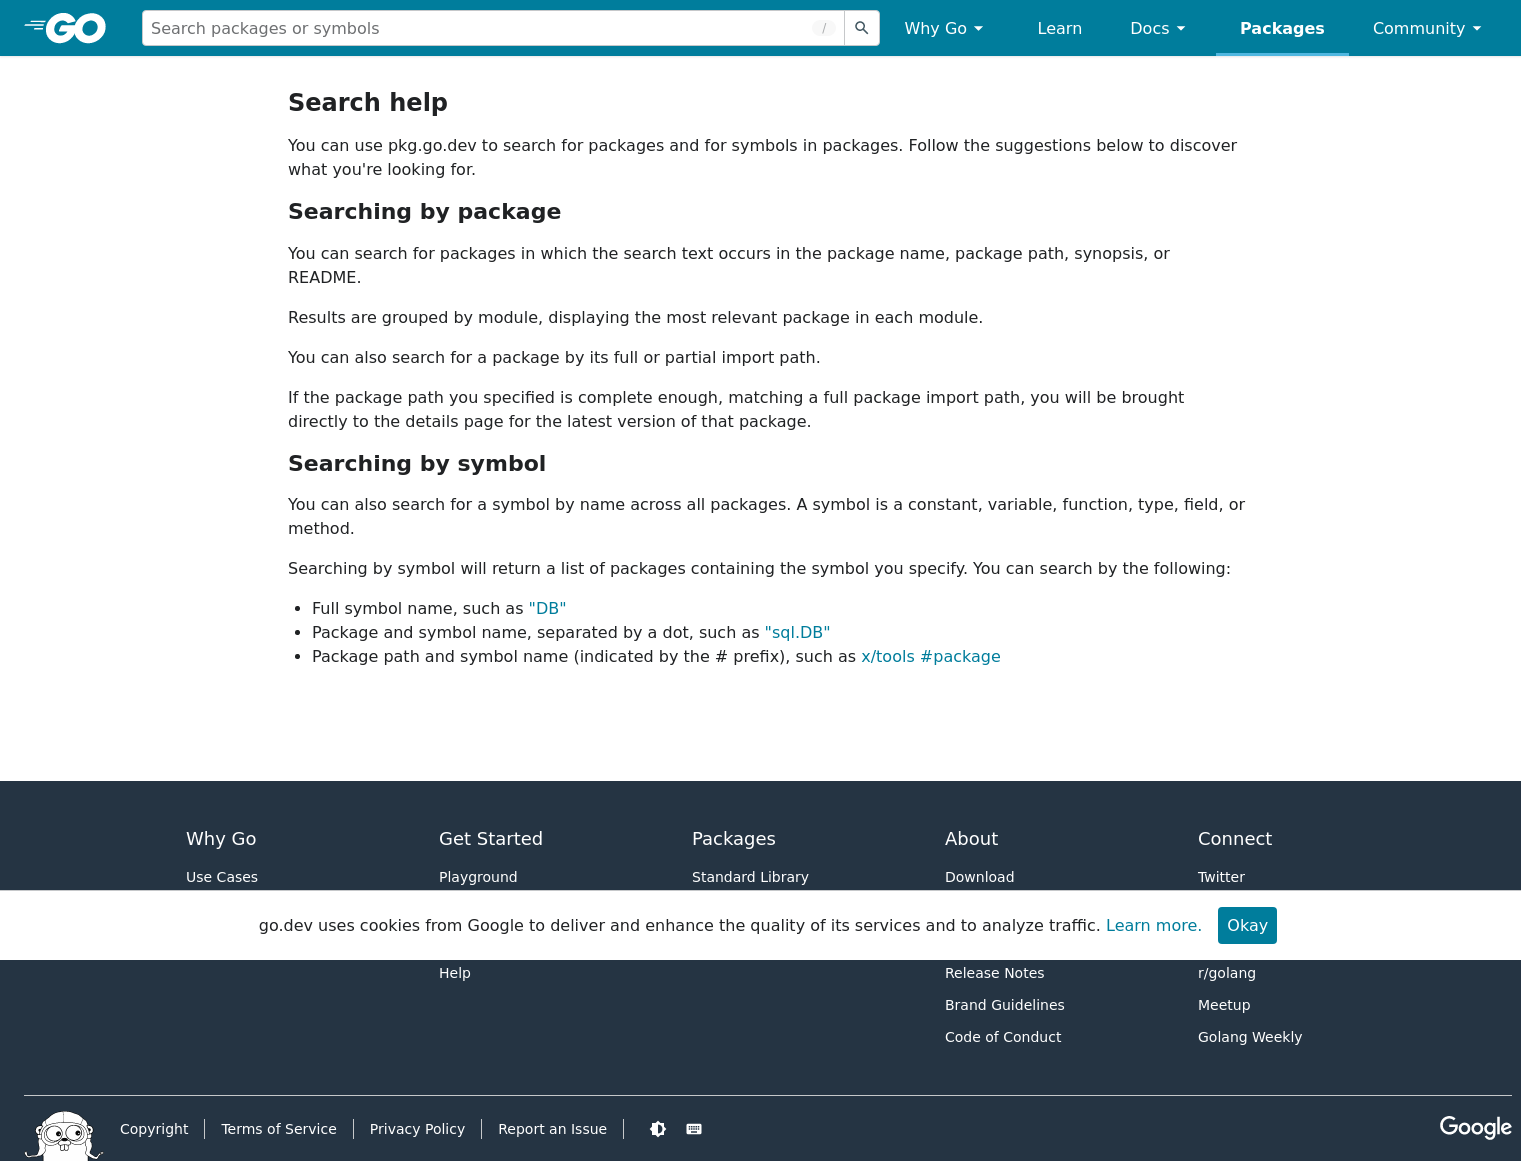 GO
Search packages or symbols
/
Why Go
Learn
Docs
Packages
Community
Search help
You can use pkg.go.dev to search for packages and for symbols in packages. Follow the suggestions below to discover
what you're looking for.
Searching by package
You can search for packages in which the search text occurs in the package name, package path, synopsis, or
README.
Results are grouped by module, displaying the most relevant package in each module.
You can also search for a package by its full or partial import path.
If the package path you specified is complete enough, matching a full package import path, you will be brought
directly to the details page for the latest version of that package.
Searching by symbol
You can also search for a symbol by name across all packages. A symbol is a constant, variable, function, type, field, or
method.
Searching by symbol will return a list of packages containing the symbol you specify. You can search by the following:
• Full symbol name, such as "DB"
• Package and symbol name, separated by a dot, such as "sql.DB"
• Package path and symbol name (indicated by the # prefix), such as x/tools #package
Why Go
Get Started
Packages
About
Connect
Use Cases
Playground
Standard Library
Download
Twitter
go.dev uses cookies from Google to deliver and enhance the quality of its services and to analyze traffic. Learn more.
Okay
Help
Release Notes
r/golang
Brand Guidelines
Meetup
Code of Conduct
Golang Weekly
Copyright
Terms of Service
Privacy Policy
Report an Issue
Google